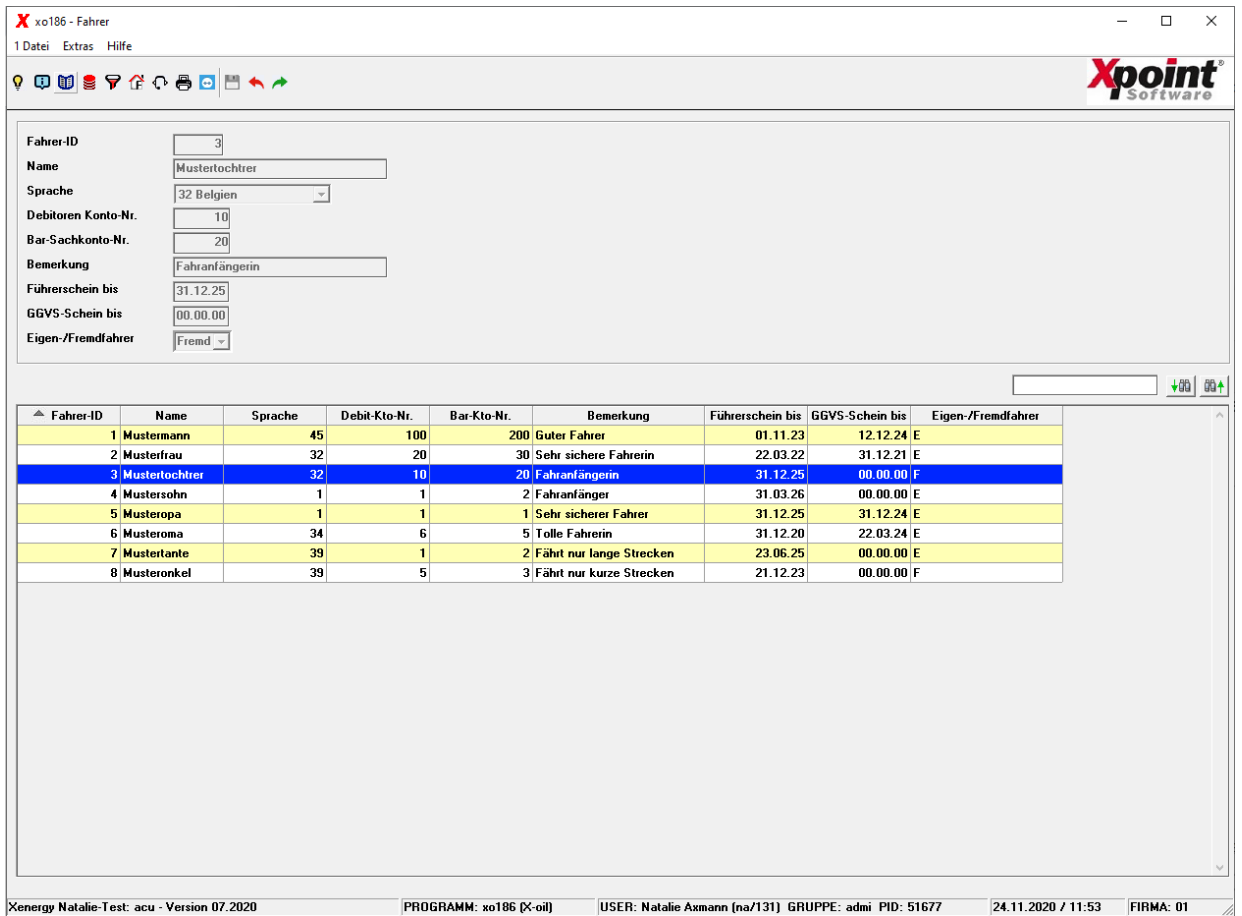 xo186 - Fahrer
1 Datei Extras Hilfe
Xpoint®
Software
Fahrer-ID 3
Name Mustertochtrer
Sprache 32 Belgien
Debitoren Konto-Nr. 10
Bar-Sachkonto-Nr. 20
Bemerkung Fahranfängerin
Führerschein bis 31.12.25
GGVS-Schein bis 00.00.00
Eigen-/Fremdfahrer Fremd
Fahrer-ID Name Sprache Debit-Kto-Nr. Bar-Kto-Nr. Bemerkung Führerschein bis GGVS-Schein bis Eigen-/Fremdfahrer
1 Mustermann 45 100 200 Guter Fahrer 01.11.23 12.12.24 E
2 Musterfrau 32 20 30 Sehr sichere Fahrerin 22.03.22 31.12.21 E
3 Mustertochtrer 32 10 20 Fahranfängerin 31.12.25 00.00.00 F
4 Mustersohn 1 1 2 Fahranfänger 31.03.26 00.00.00 E
5 Musteropa 1 1 1 Sehr sicherer Fahrer 31.12.25 31.12.24 E
6 Musteroma 34 6 5 Tolle Fahrerin 31.12.20 22.03.24 E
7 Mustertante 39 1 2 Fährt nur lange Strecken 23.06.25 00.00.00 E
8 Musteronkel 39 5 3 Fährt nur kurze Strecken 21.12.23 00.00.00 F
Xenergy Natalie-Test: acu - Version 07.2020 PROGRAMM: xo186 (X-oil) USER: Natalie Axmann (na/131) GRUPPE: admi PID: 51677 24.11.2020 / 11:53 FIRMA: 01